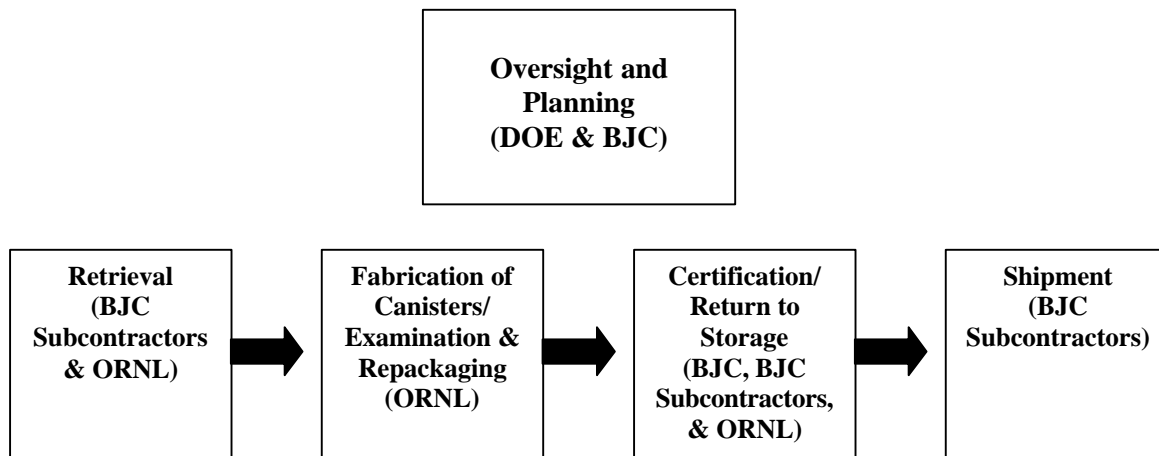 Oversight and
Planning
(DOE & BJC)
Retrieval
(BJC
Subcontractors
& ORNL)
Fabrication of
Canisters/
Examination &
Repackaging
(ORNL)
Certification/
Return to
Storage
(BJC, BJC
Subcontractors,
& ORNL)
Shipment
(BJC
Subcontractors)